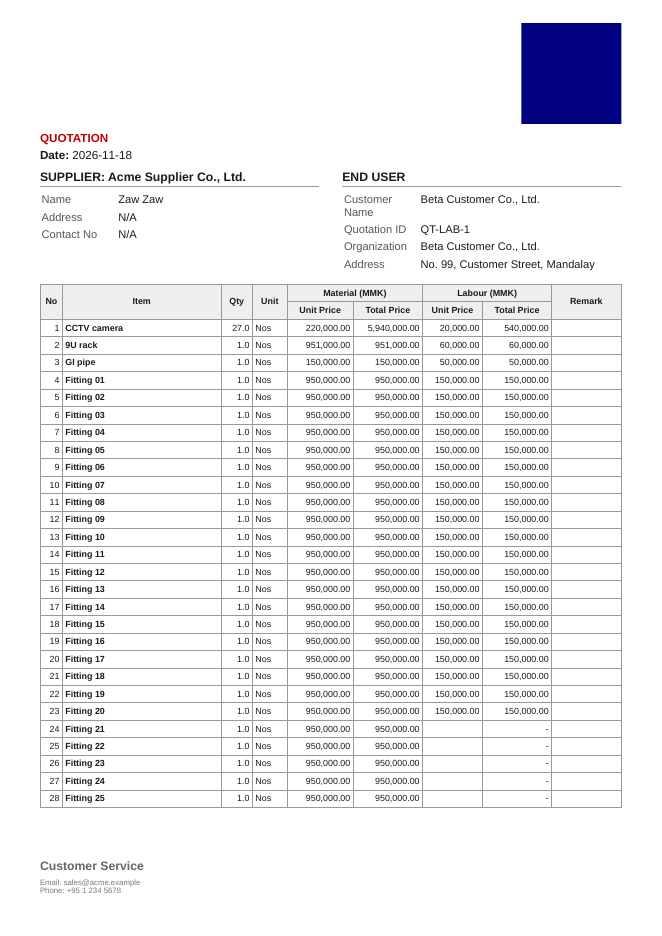 QUOTATION
Date: 2026-11-18
SUPPLIER: Acme Supplier Co., Ltd.
Name Zaw Zaw
Address N/A
Contact No N/A
END USER
Customer Name Beta Customer Co., Ltd.
Quotation ID QT-LAB-1
Organization Beta Customer Co., Ltd.
Address No. 99, Customer Street, Mandalay
No Item Qty Unit Material (MMK) Labour (MMK) Remark
Unit Price Total Price Unit Price Total Price
1 CCTV camera 27.0 Nos 220,000.00 5,940,000.00 20,000.00 540,000.00
2 9U rack 1.0 Nos 951,000.00 951,000.00 60,000.00 60,000.00
3 GI pipe 1.0 Nos 150,000.00 150,000.00 50,000.00 50,000.00
4 Fitting 01 1.0 Nos 950,000.00 950,000.00 150,000.00 150,000.00
5 Fitting 02 1.0 Nos 950,000.00 950,000.00 150,000.00 150,000.00
6 Fitting 03 1.0 Nos 950,000.00 950,000.00 150,000.00 150,000.00
7 Fitting 04 1.0 Nos 950,000.00 950,000.00 150,000.00 150,000.00
8 Fitting 05 1.0 Nos 950,000.00 950,000.00 150,000.00 150,000.00
9 Fitting 06 1.0 Nos 950,000.00 950,000.00 150,000.00 150,000.00
10 Fitting 07 1.0 Nos 950,000.00 950,000.00 150,000.00 150,000.00
11 Fitting 08 1.0 Nos 950,000.00 950,000.00 150,000.00 150,000.00
12 Fitting 09 1.0 Nos 950,000.00 950,000.00 150,000.00 150,000.00
13 Fitting 10 1.0 Nos 950,000.00 950,000.00 150,000.00 150,000.00
14 Fitting 11 1.0 Nos 950,000.00 950,000.00 150,000.00 150,000.00
15 Fitting 12 1.0 Nos 950,000.00 950,000.00 150,000.00 150,000.00
16 Fitting 13 1.0 Nos 950,000.00 950,000.00 150,000.00 150,000.00
17 Fitting 14 1.0 Nos 950,000.00 950,000.00 150,000.00 150,000.00
18 Fitting 15 1.0 Nos 950,000.00 950,000.00 150,000.00 150,000.00
19 Fitting 16 1.0 Nos 950,000.00 950,000.00 150,000.00 150,000.00
20 Fitting 17 1.0 Nos 950,000.00 950,000.00 150,000.00 150,000.00
21 Fitting 18 1.0 Nos 950,000.00 950,000.00 150,000.00 150,000.00
22 Fitting 19 1.0 Nos 950,000.00 950,000.00 150,000.00 150,000.00
23 Fitting 20 1.0 Nos 950,000.00 950,000.00 150,000.00 150,000.00
24 Fitting 21 1.0 Nos 950,000.00 950,000.00 -
25 Fitting 22 1.0 Nos 950,000.00 950,000.00 -
26 Fitting 23 1.0 Nos 950,000.00 950,000.00 -
27 Fitting 24 1.0 Nos 950,000.00 950,000.00 -
28 Fitting 25 1.0 Nos 950,000.00 950,000.00 -
Customer Service
Email: sales@acme.example
Phone: +95 1 234 5678